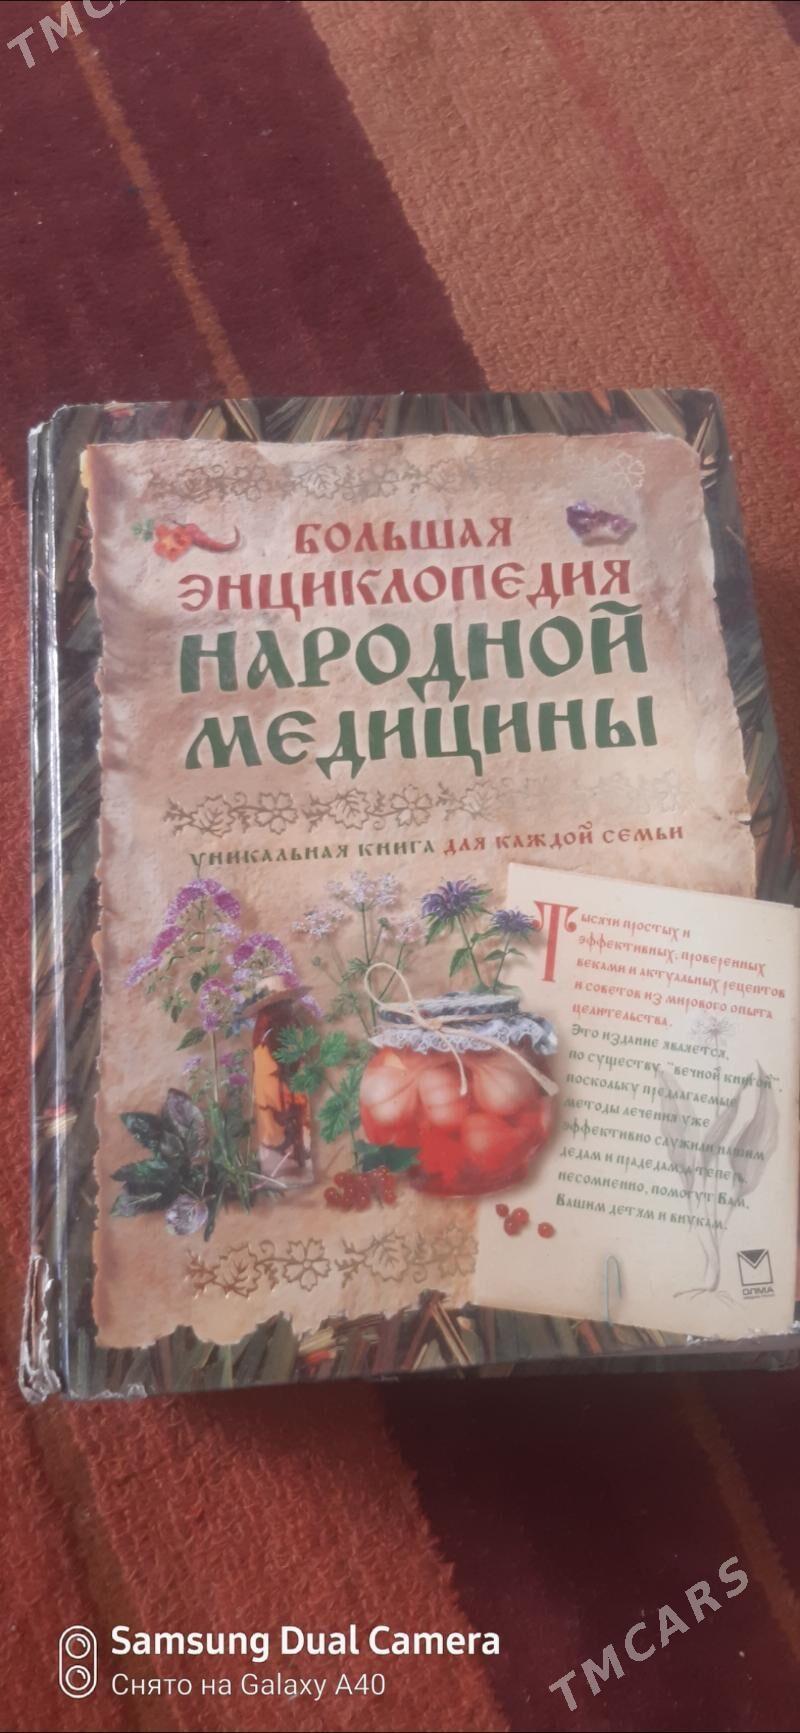 TMCA
БОЛЬШАЯ
ЭНЦИКЛОПЕДИЯ
НАРОДНОЙ
МЕДИЦИНЫ
УНИКАЛЬНАЯ КНИГА ДЛЯ КАЖДОЙ СЕМЬИ
Тысячи простых и
эффективных, проверенных
веками и актуальных рецептов
и советов из мирового опыта
целительства.
Это издание является,
по существу, "вечной книгой",
поскольку предлагаемые
методы лечения уже
эффективно служили нашим
дедам и прадедам, а теперь,
несомненно, помогут Вам,
Вашим детям и внукам.
ОЛМА
Samsung Dual Camera
Снято на Galaxy A40
TMCARS